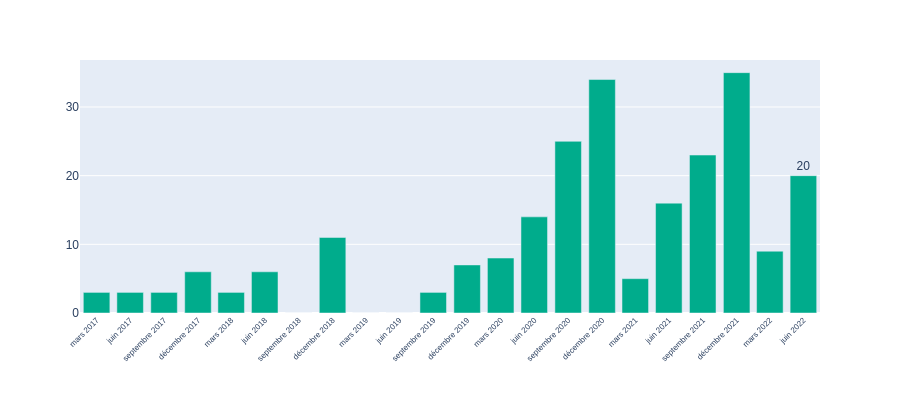 30
20
10
0
20
mars 2017
juin 2017
septembre 2017
décembre 2017
mars 2018
juin 2018
septembre 2018
décembre 2018
mars 2019
juin 2019
septembre 2019
décembre 2019
mars 2020
juin 2020
septembre 2020
décembre 2020
mars 2021
juin 2021
septembre 2021
décembre 2021
mars 2022
juin 2022